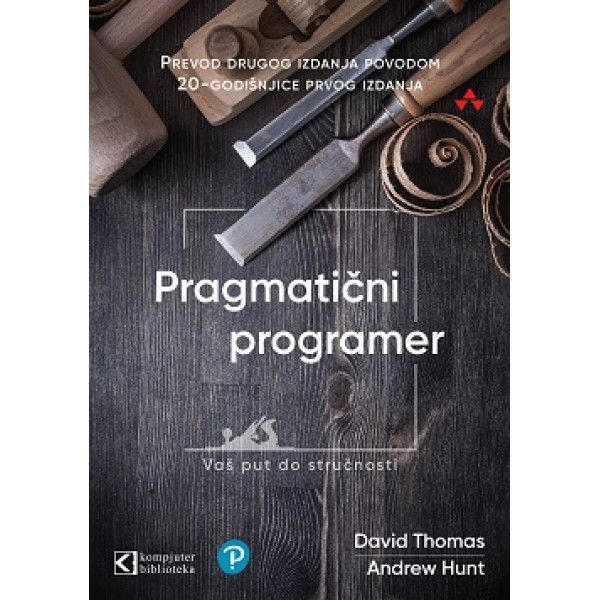 PREVOD DRUGOG IZDANJA POVODOM
20-GODIŠNJICE PRVOG IZDANJA
Pragmatični
programer
Vaš put do stručnosti
David Thomas
Andrew Hunt
kompjuter
biblioteka
P